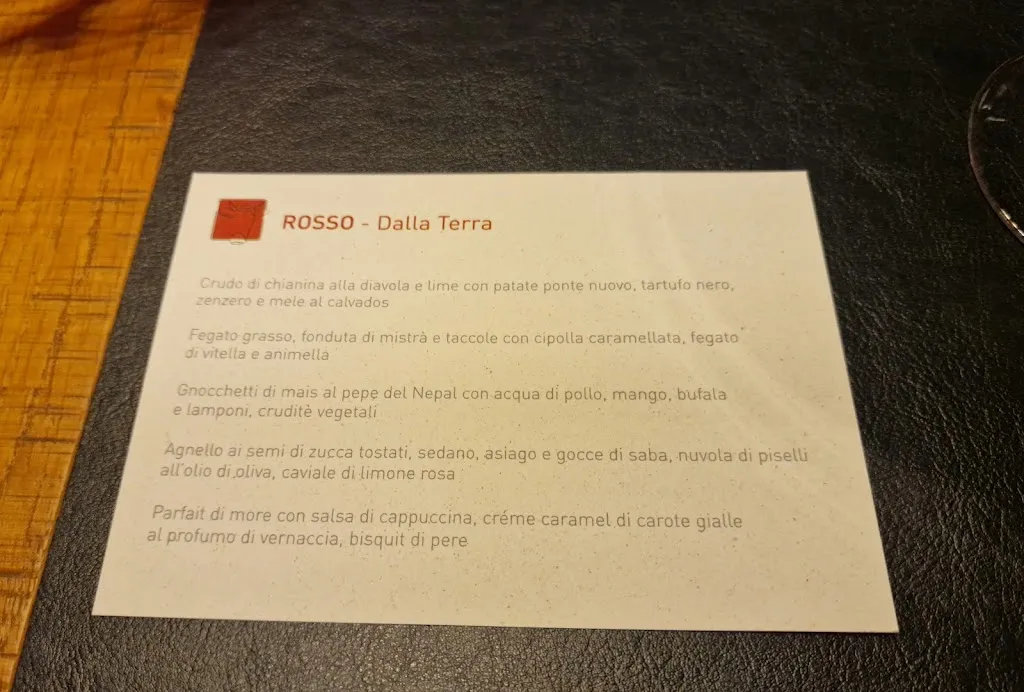 ROSSO - Dalla Terra
Crudo di chianina alla diavola e lime con patate ponte nuovo, tartufo nero,
zenzero e mele al calvados
Fegato grasso, fonduta di mistrà e taccole con cipolla caramellata, fegato
di vitella e animella
Gnocchetti di mais al pepe del Nepal con acqua di pollo, mango, bufala
e lamponi, cruditè vegetali
Agnello ai semi di zucca tostati, sedano, asiago e gocce di saba, nuvola di piselli
all'olio di oliva, caviale di limone rosa
Parfait di more con salsa di cappuccina, créme caramel di carote gialle
al profumo di vernaccia, bisquit di pere